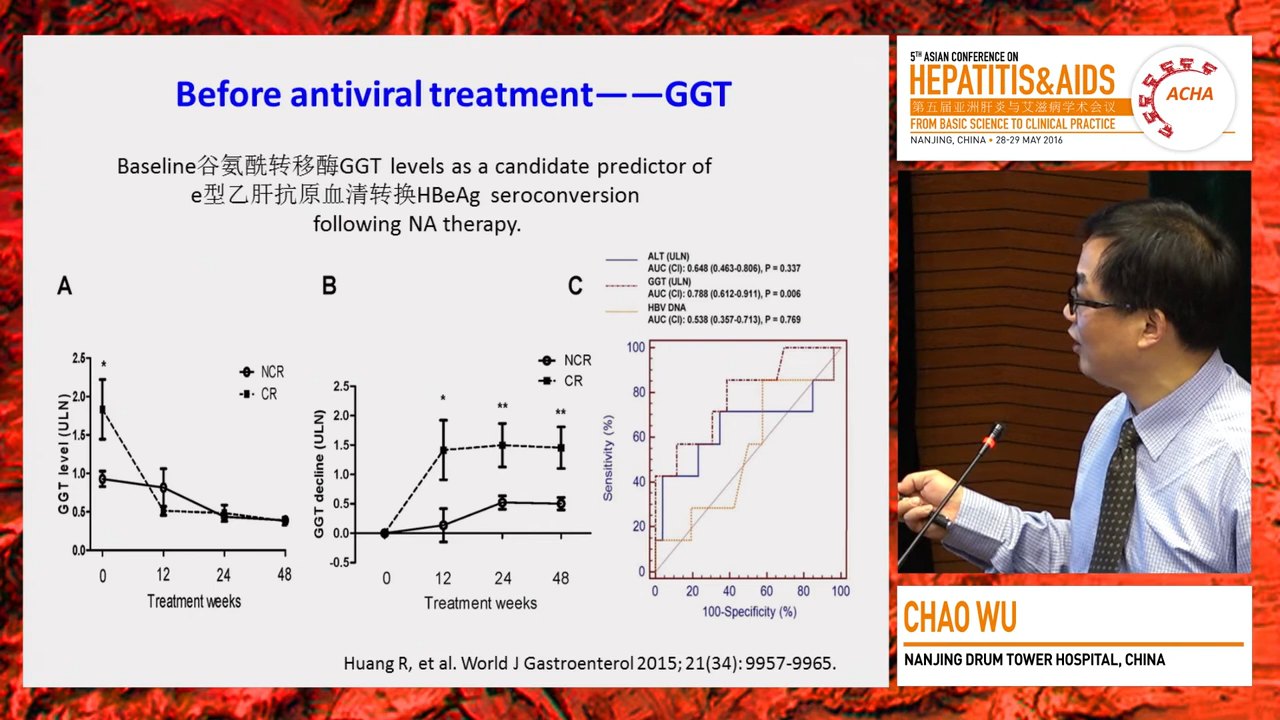 Before antiviral treatment——GGT
Baseline谷氨酰转移酶GGT levels as a candidate predictor of
e型乙肝抗原血清转换HBeAg seroconversion
following NA therapy.
A
2.5
2.0
1.5
1.0
0.5
0.0
GGT level (ULN)
*
NCR
CR
0 12 24 48
Treatment weeks
B
2.5
2.0
1.5
1.0
0.5
0.0
-0.5
GGT decline (ULN)
NCR
CR
* ** **
0 12 24 48
Treatment weeks
C
ALT (ULN)
AUC (CI): 0.648 (0.463-0.806), P = 0.337
GGT (ULN)
AUC (CI): 0.788 (0.612-0.911), P = 0.006
HBV DNA
AUC (CI): 0.538 (0.357-0.713), P = 0.769
100
80
60
40
20
0
Sensitivity (%)
0 20 40 60 80 100
100-Specificity (%)
Huang R, et al. World J Gastroenterol 2015; 21(34): 9957-9965.
5TH ASIAN CONFERENCE ON
HEPATITIS&AIDS
第五届亚洲肝炎与艾滋病学术会议
FROM BASIC SCIENCE TO CLINICAL PRACTICE
NANJING, CHINA • 28-29 MAY 2016
ACHA
CHAO WU
NANJING DRUM TOWER HOSPITAL, CHINA